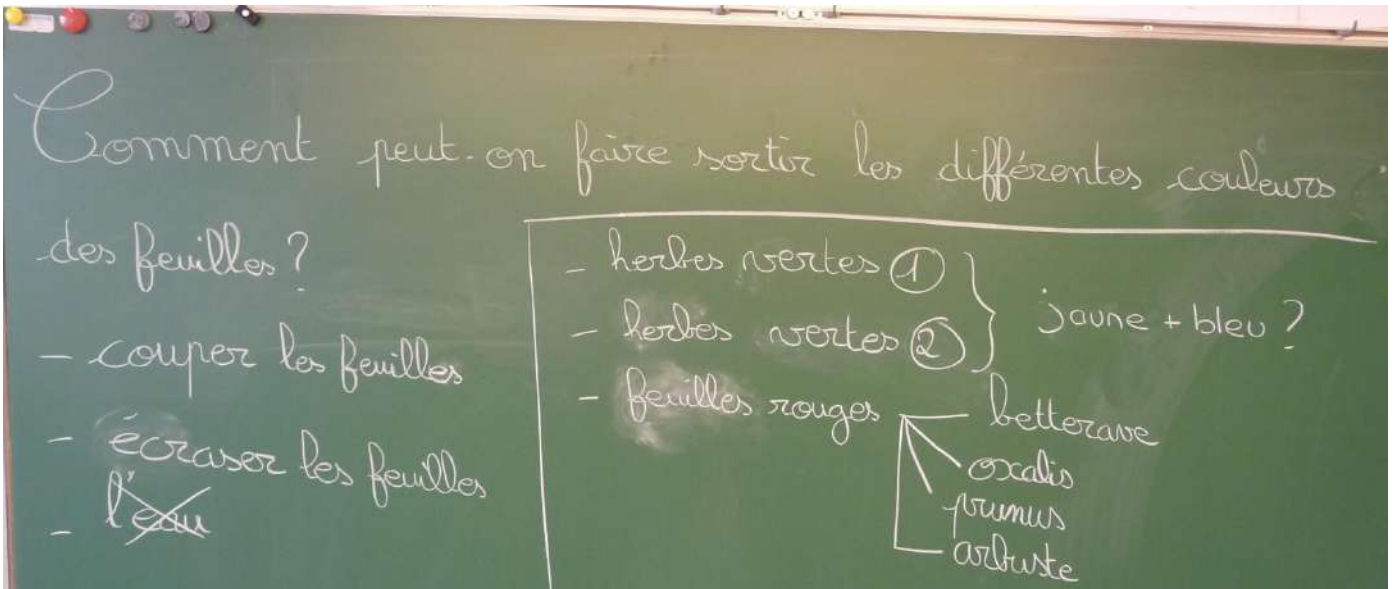 Comment peut-on faire sortir les différentes couleurs
des feuilles ?
- couper les feuilles
- écraser les feuilles
- l'eau
- herbes vertes ①
- herbes vertes ②
jaune + bleu ?
- feuilles rouges
betterave
oxalis
prunus
arbuste